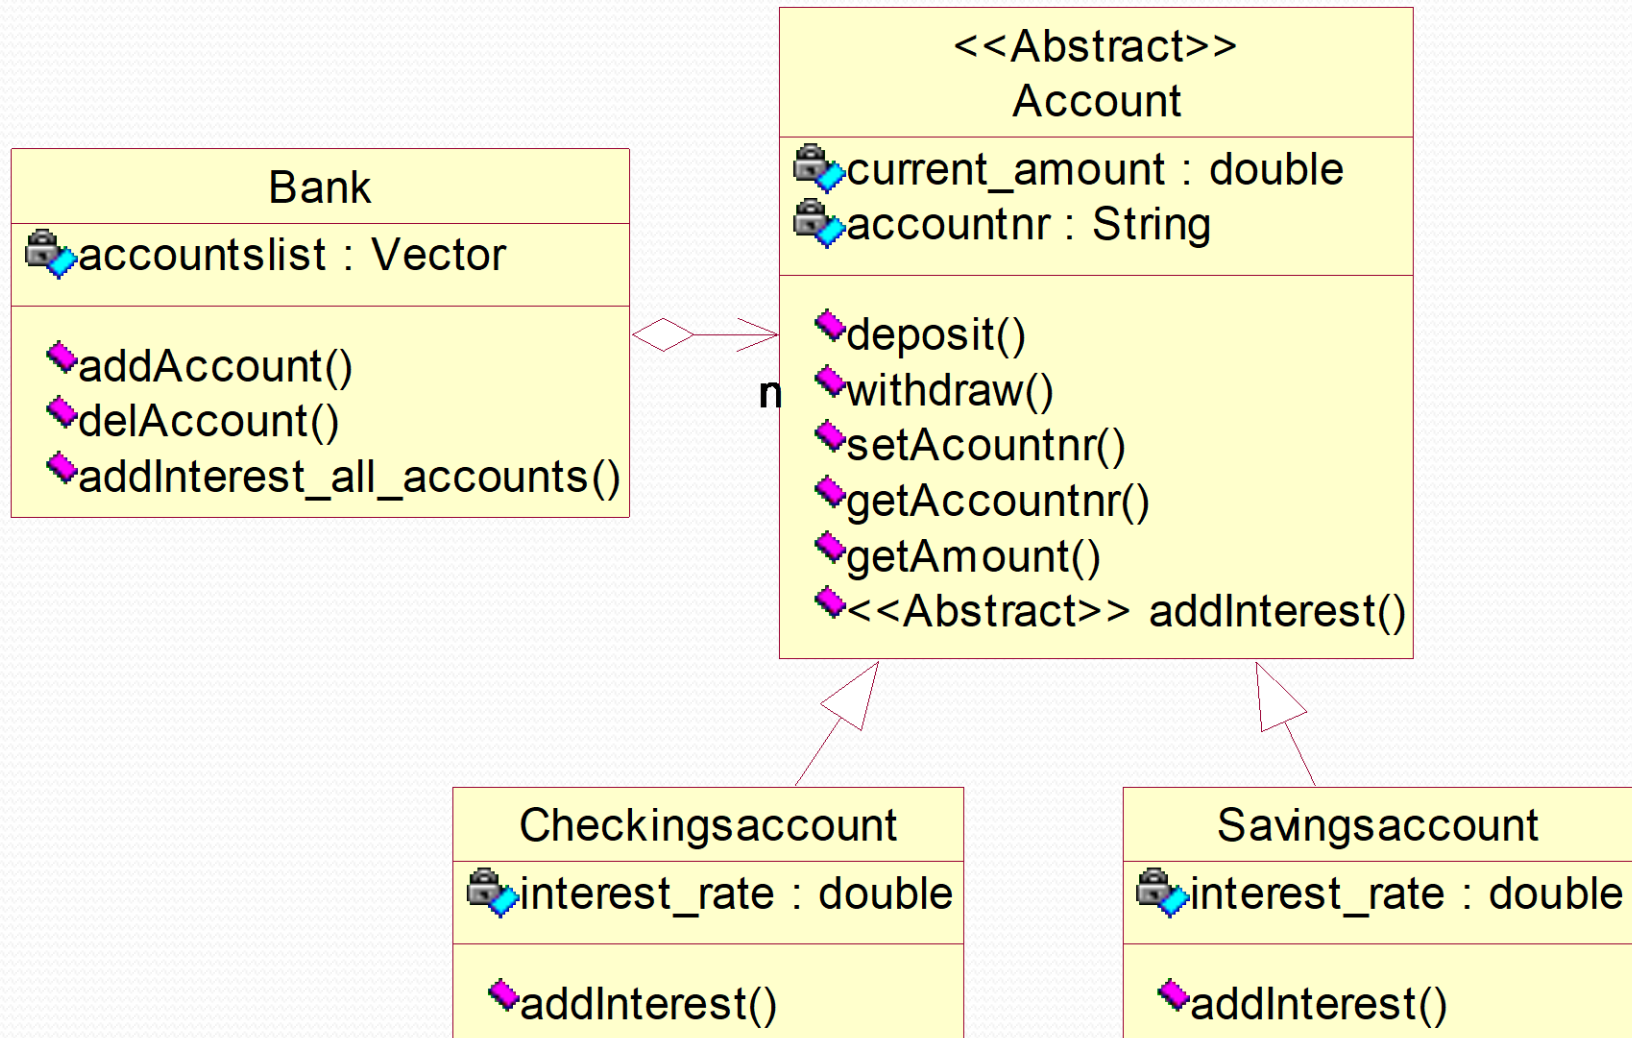 Bank
accountslist : Vector
addAccount()
delAccount()
addInterest_all_accounts()
n
<<Abstract>>
Account
current_amount : double
accountnr : String
deposit()
withdraw()
setAcountnr()
getAccountnr()
getAmount()
<<Abstract>> addInterest()
Checkingsaccount
interest_rate : double
addInterest()
Savingsaccount
interest_rate : double
addInterest()